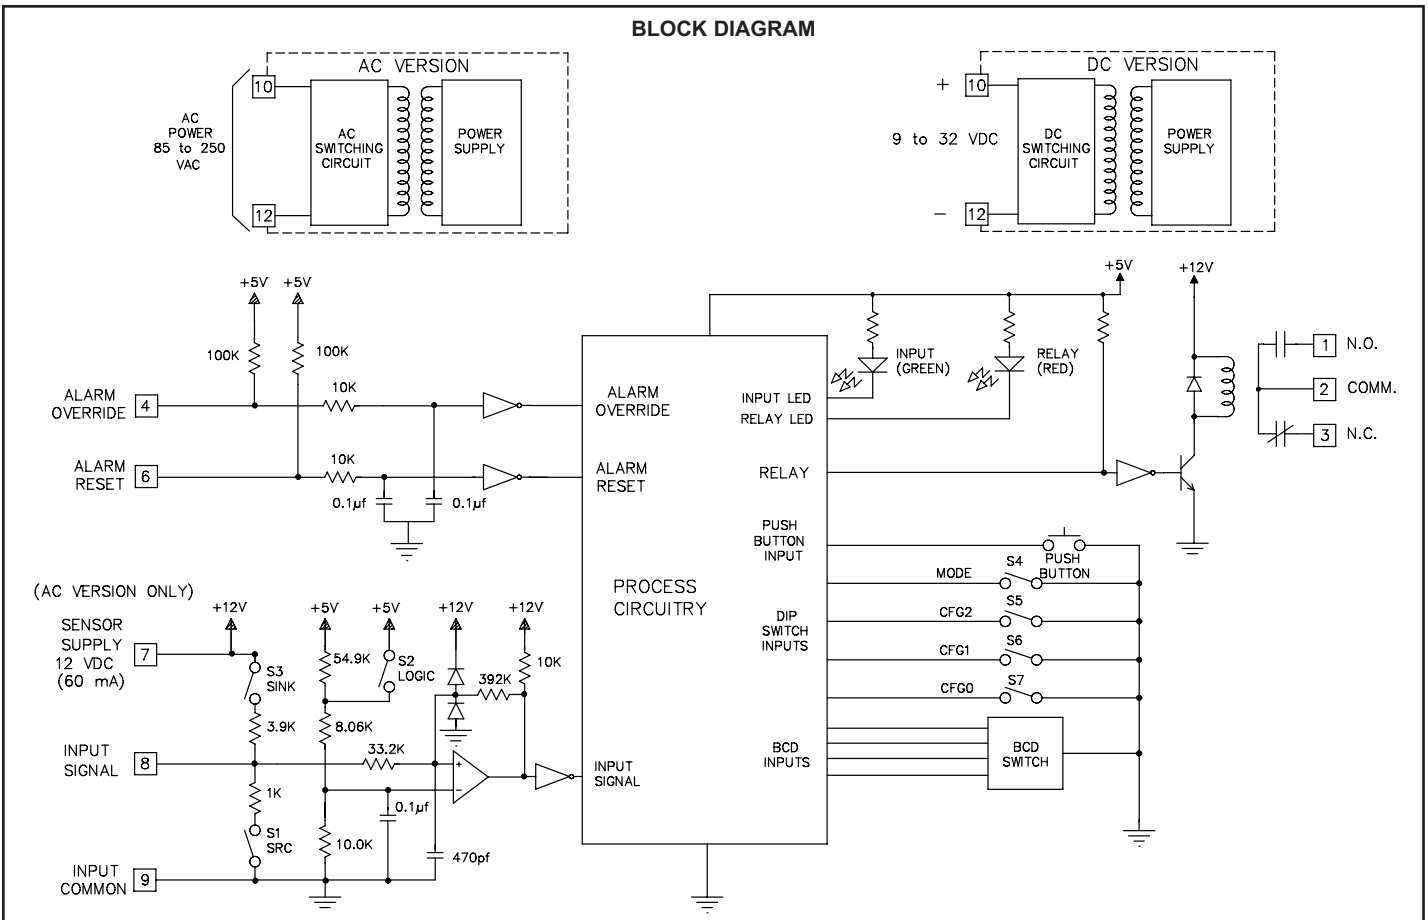 BLOCK DIAGRAM
AC VERSION
10
AC
POWER
85 to 250
VAC
AC
SWITCHING
CIRCUIT
POWER
SUPPLY
12
DC VERSION
+ 10
9 to 32 VDC
DC
SWITCHING
CIRCUIT
POWER
SUPPLY
- 12
+5V +5V
100K 100K
ALARM
OVERRIDE 4
10K
ALARM
OVERRIDE
ALARM
RESET 6
10K
ALARM
RESET
0.1µf 0.1µf
+5V
+12V
INPUT
(GREEN)
RELAY
(RED)
INPUT LED
RELAY LED
RELAY
1 N.O.
2 COMM.
3 N.C.
PUSH
BUTTON
INPUT
PUSH
BUTTON
PROCESS
CIRCUITRY
MODE S4
CFG2 S5
DIP
SWITCH
INPUTS
CFG1 S6
CFG0 S7
BCD
INPUTS
BCD
SWITCH
(AC VERSION ONLY)
SENSOR
SUPPLY
12 VDC
(60 mA)
7
+12V +5V +5V +12V +12V
S3
SINK
54.9K
S2
LOGIC
10K
392K
3.9K
8.06K
33.2K
INPUT
SIGNAL 8
+
-
INPUT
SIGNAL
1K
0.1µf
S1
SRC
10.0K
470pf
INPUT
COMMON 9